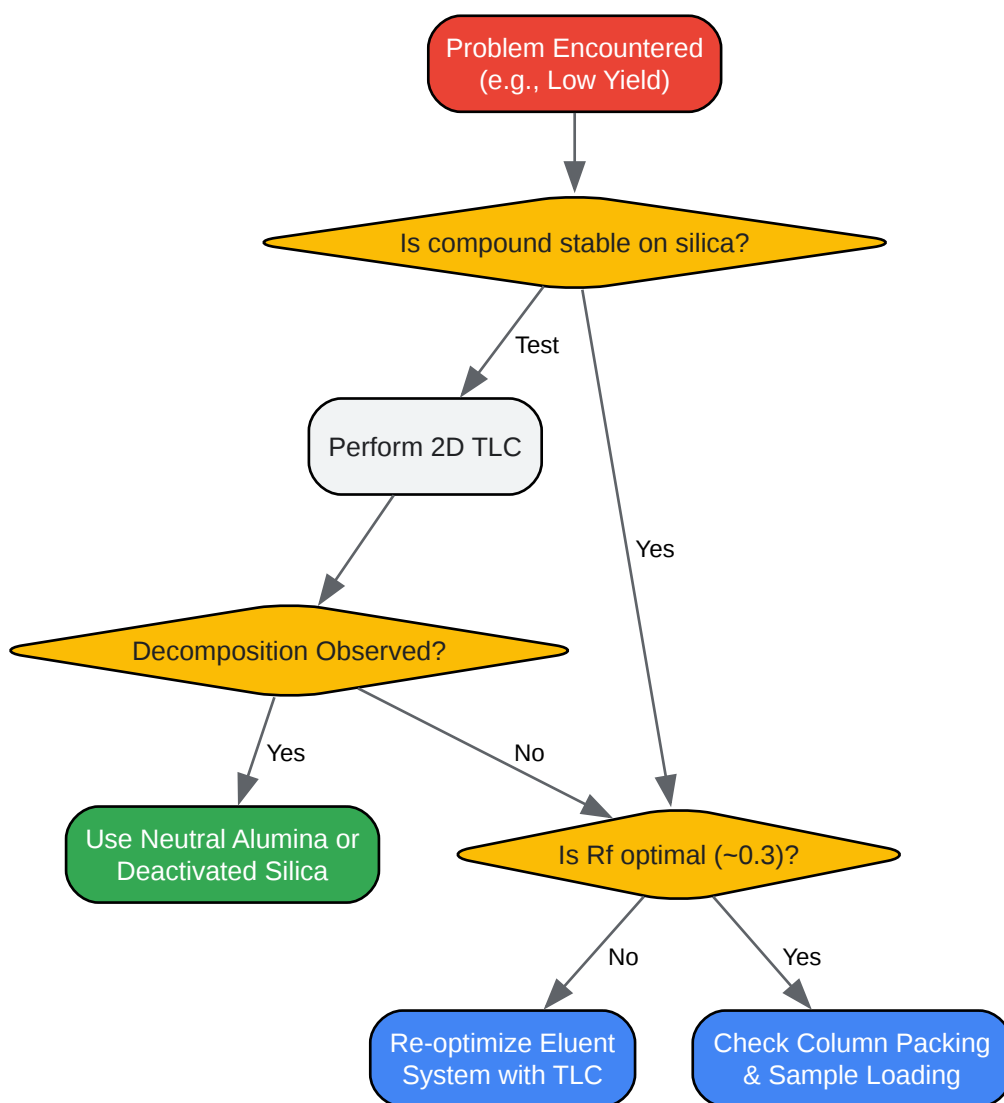 Problem Encountered
(e.g., Low Yield)
Is compound stable on silica?
Test
Perform 2D TLC
Yes
Decomposition Observed?
Yes
No
Use Neutral Alumina or
Deactivated Silica
Is Rf optimal (~0.3)?
No
Yes
Re-optimize Eluent
System with TLC
Check Column Packing
& Sample Loading